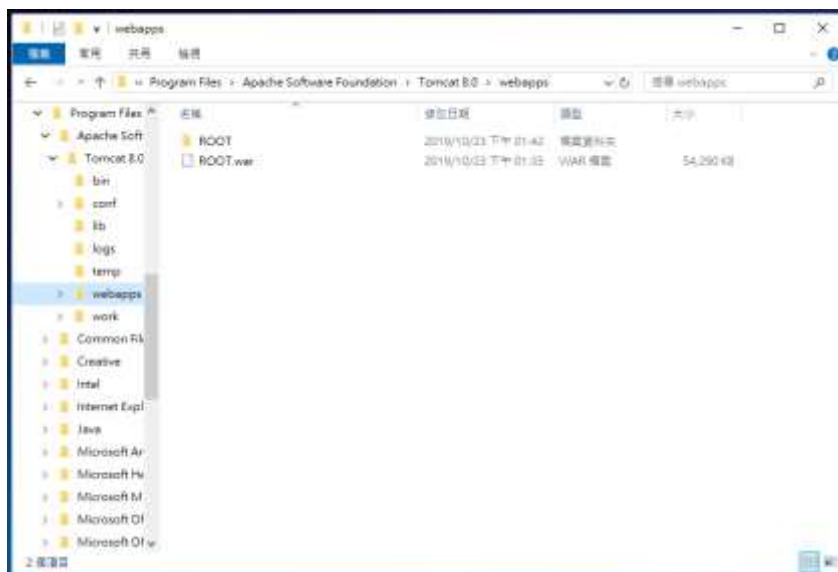 webapps
檔案 常用 共用 檢視
« Program Files › Apache Software Foundation › Tomcat 8.0 › webapps
搜尋 webapps
名稱 修改日期 類型 大小
ROOT 2019/10/23 下午 01:42 檔案資料夾
ROOT.war 2019/10/23 下午 01:33 WAR 檔案 54,290 KB
Program Files
Apache Soft
Tomcat 8.0
bin
conf
lib
logs
temp
webapps
work
Common Fil
Creative
Intel
Internet Expl
Java
Microsoft An
Microsoft He
Microsoft M
Microsoft Of
Microsoft Of
2 個項目